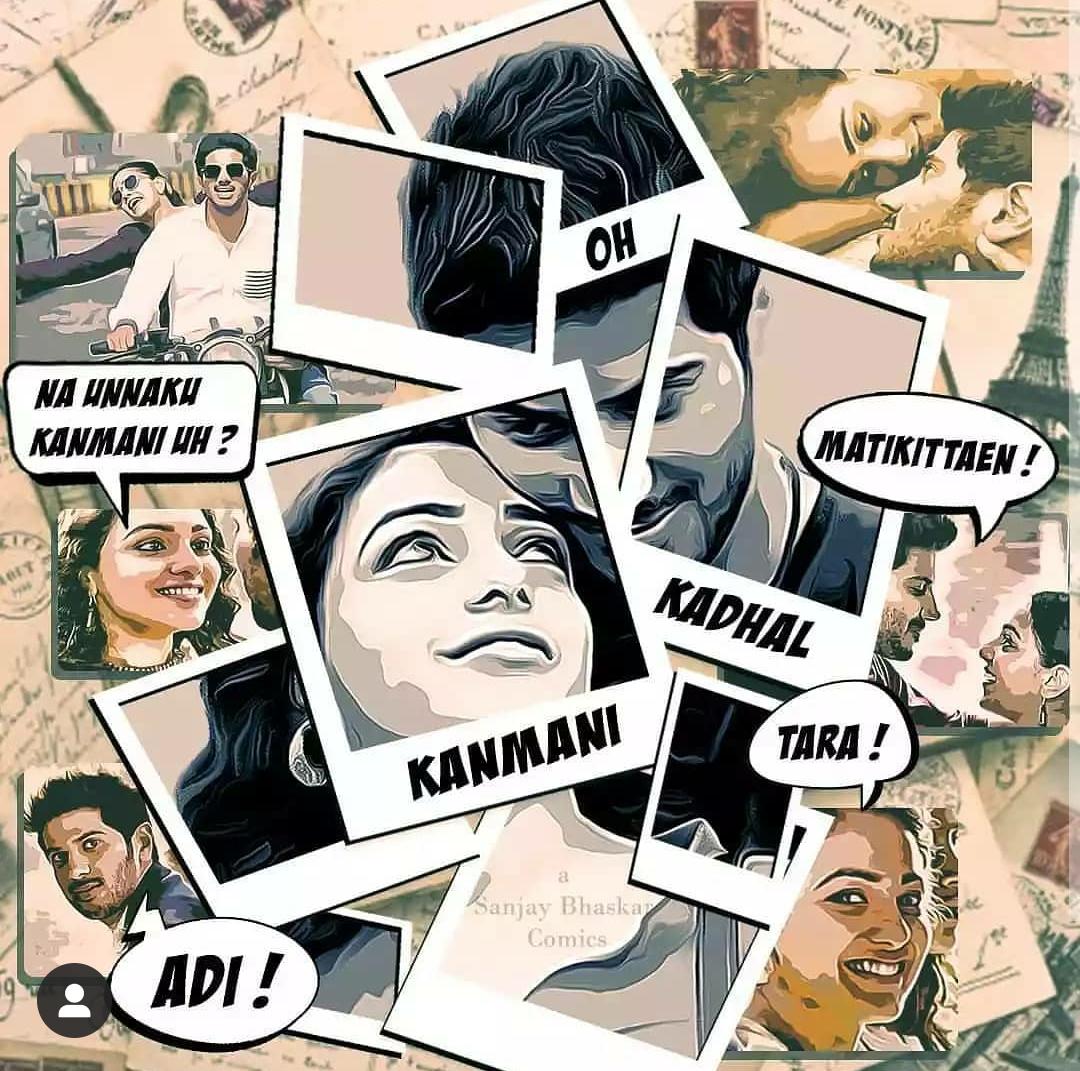 OH
NA UNNAKU
KANMANI UH ?
MATIKITTAEN !
KADHAL
KANMANI
TARA !
a
Sanjay Bhaskar
Comics
ADI !